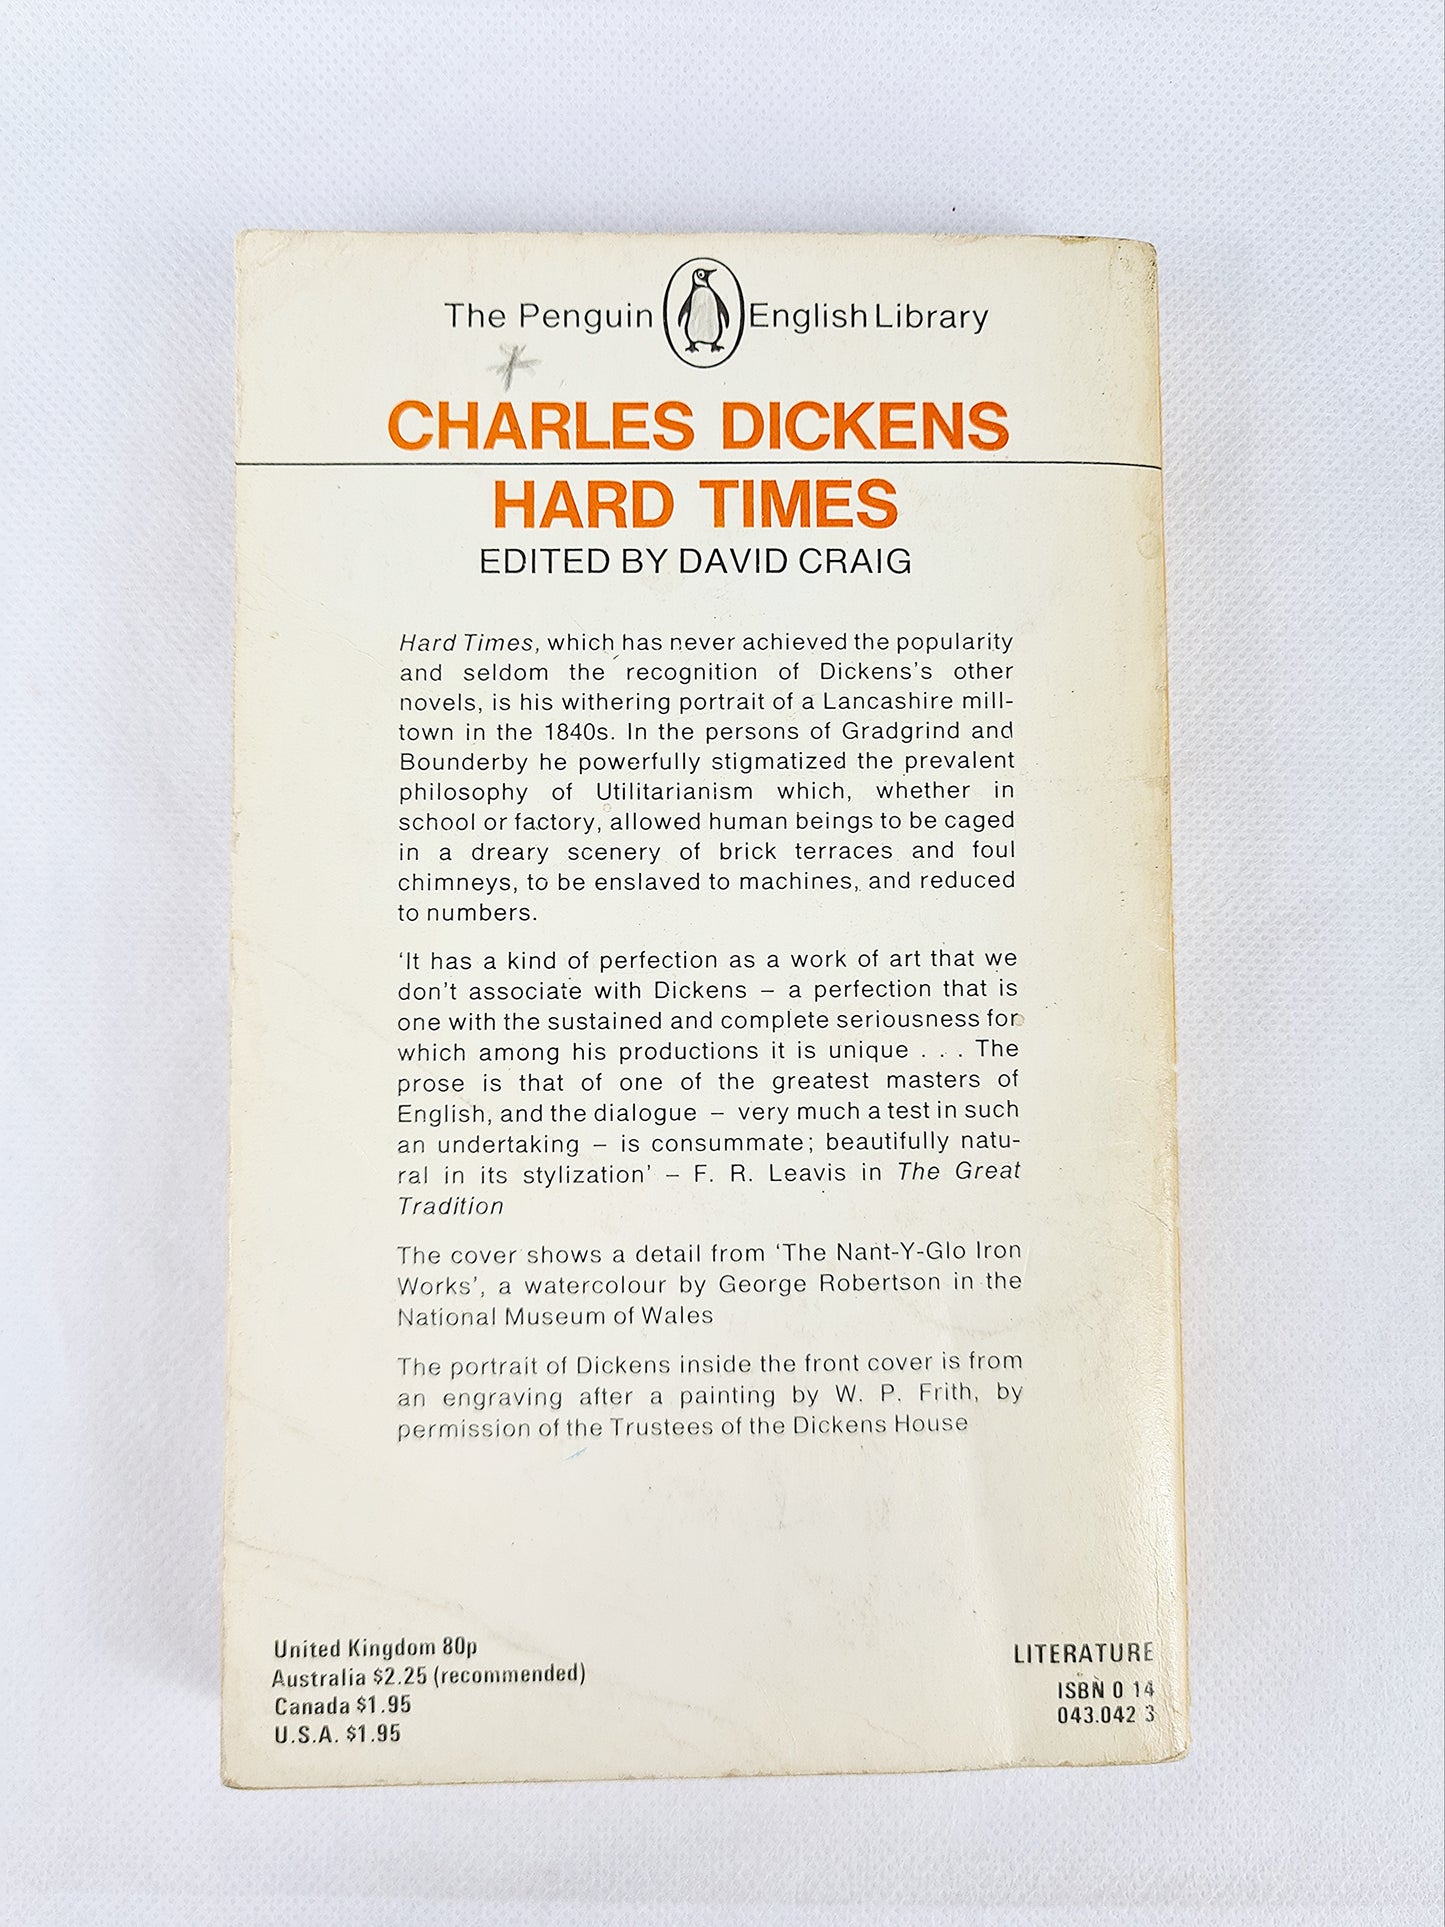 The Penguin English Library
CHARLES DICKENS
HARD TIMES
EDITED BY DAVID CRAIG
Hard Times, which has never achieved the popularity
and seldom the recognition of Dickens's other
novels, is his withering portrait of a Lancashire mill-
town in the 1840s. In the persons of Gradgrind and
Bounderby he powerfully stigmatized the prevalent
philosophy of Utilitarianism which, whether in
school or factory, allowed human beings to be caged
in a dreary scenery of brick terraces and foul
chimneys, to be enslaved to machines, and reduced
to numbers.
‘It has a kind of perfection as a work of art that we
don't associate with Dickens – a perfection that is
one with the sustained and complete seriousness for
which among his productions it is unique . . . The
prose is that of one of the greatest masters of
English, and the dialogue – very much a test in such
an undertaking – is consummate; beautifully natu-
ral in its stylization’ – F. R. Leavis in The Great
Tradition
The cover shows a detail from ‘The Nant-Y-Glo Iron
Works’, a watercolour by George Robertson in the
National Museum of Wales
The portrait of Dickens inside the front cover is from
an engraving after a painting by W. P. Frith, by
permission of the Trustees of the Dickens House
United Kingdom 80p
Australia $2.25 (recommended)
Canada $1.95
U.S.A. $1.95
LITERATURE
ISBN 0 14
043.042 3